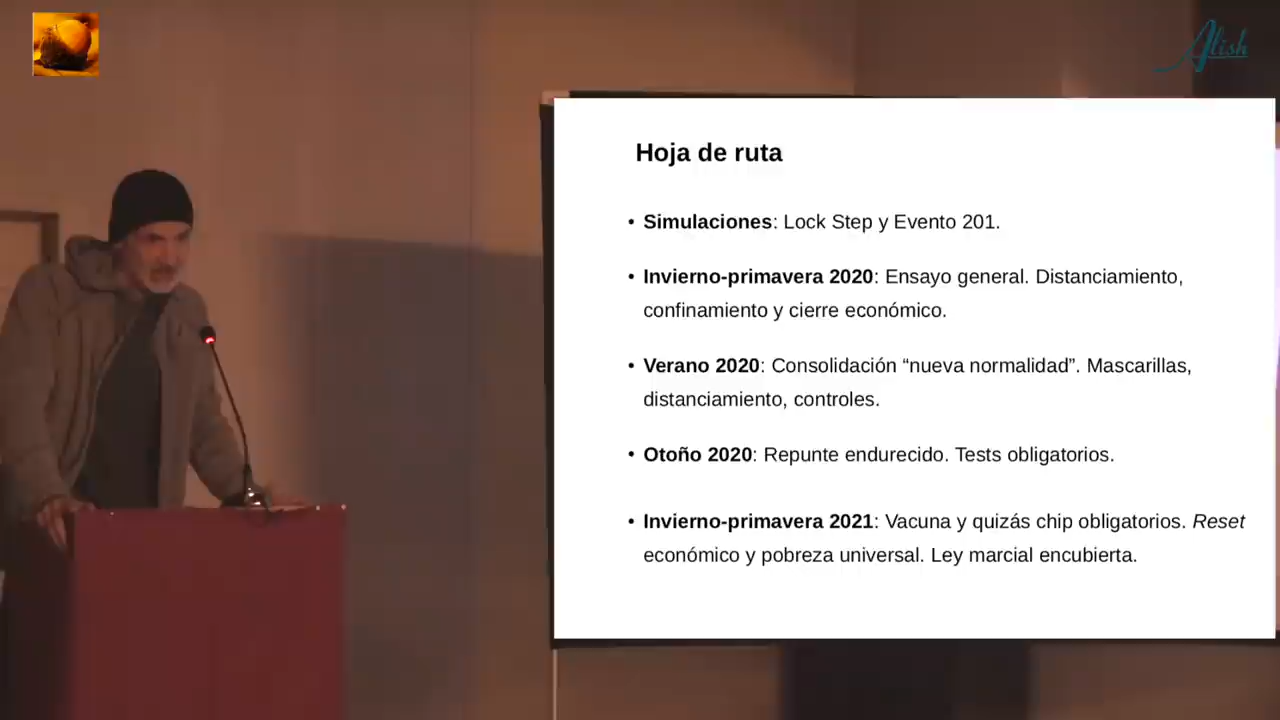 Alish
Hoja de ruta
• Simulaciones: Lock Step y Evento 201.
• Invierno-primavera 2020: Ensayo general. Distanciamiento,
confinamiento y cierre económico.
• Verano 2020: Consolidación “nueva normalidad”. Mascarillas,
distanciamiento, controles.
• Otoño 2020: Repunte endurecido. Tests obligatorios.
• Invierno-primavera 2021: Vacuna y quizás chip obligatorios. Reset
económico y pobreza universal. Ley marcial encubierta.